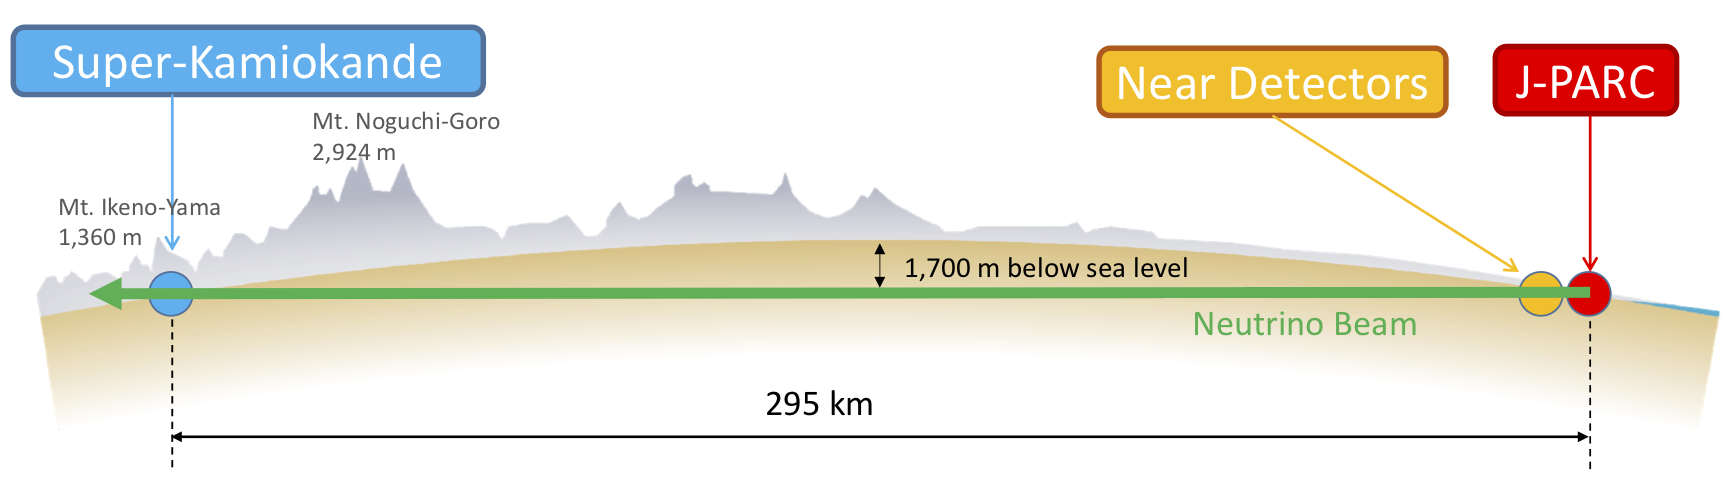 Super-Kamiokande
Near Detectors
J-PARC
Mt. Noguchi-Goro
2,924 m
Mt. Ikeno-Yama
1,360 m
1,700 m below sea level
Neutrino Beam
295 km